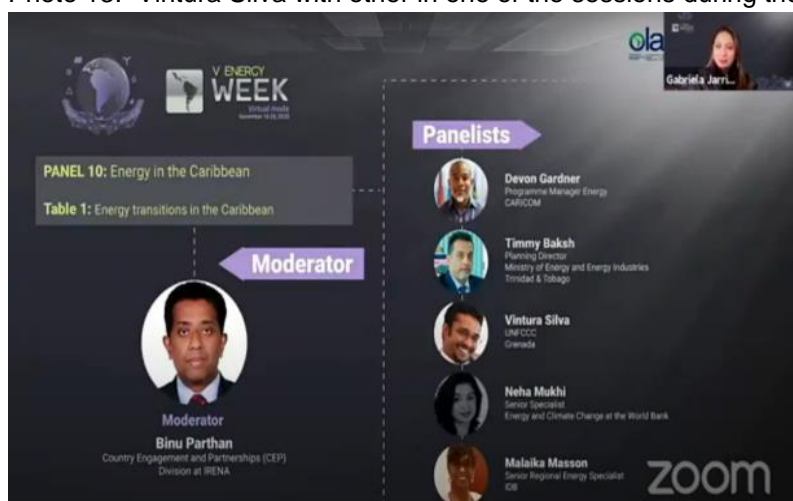 Photo 13: Vintura Silva with other in one of the sessions during the
V ENERGY
WEEK
Virtual mode
ola
Gabriela Jarri...
PANEL 10: Energy in the Caribbean
Table 1: Energy transitions in the Caribbean
Moderator
Moderator
Binu Parthan
Country Engagement and Partnerships (CEP)
Division at IRENA
Panelists
Devon Gardner
Programme Manager Energy
CARICOM
Timmy Baksh
Planning Director
Ministry of Energy and Energy Industries
Trinidad & Tobago
Vintura Silva
UNFCCC
Grenada
Neha Mukhi
Senior Specialist
Energy and Climate Change at the World Bank
Malaika Masson
Senior Regional Energy Specialist
IDB
zoom